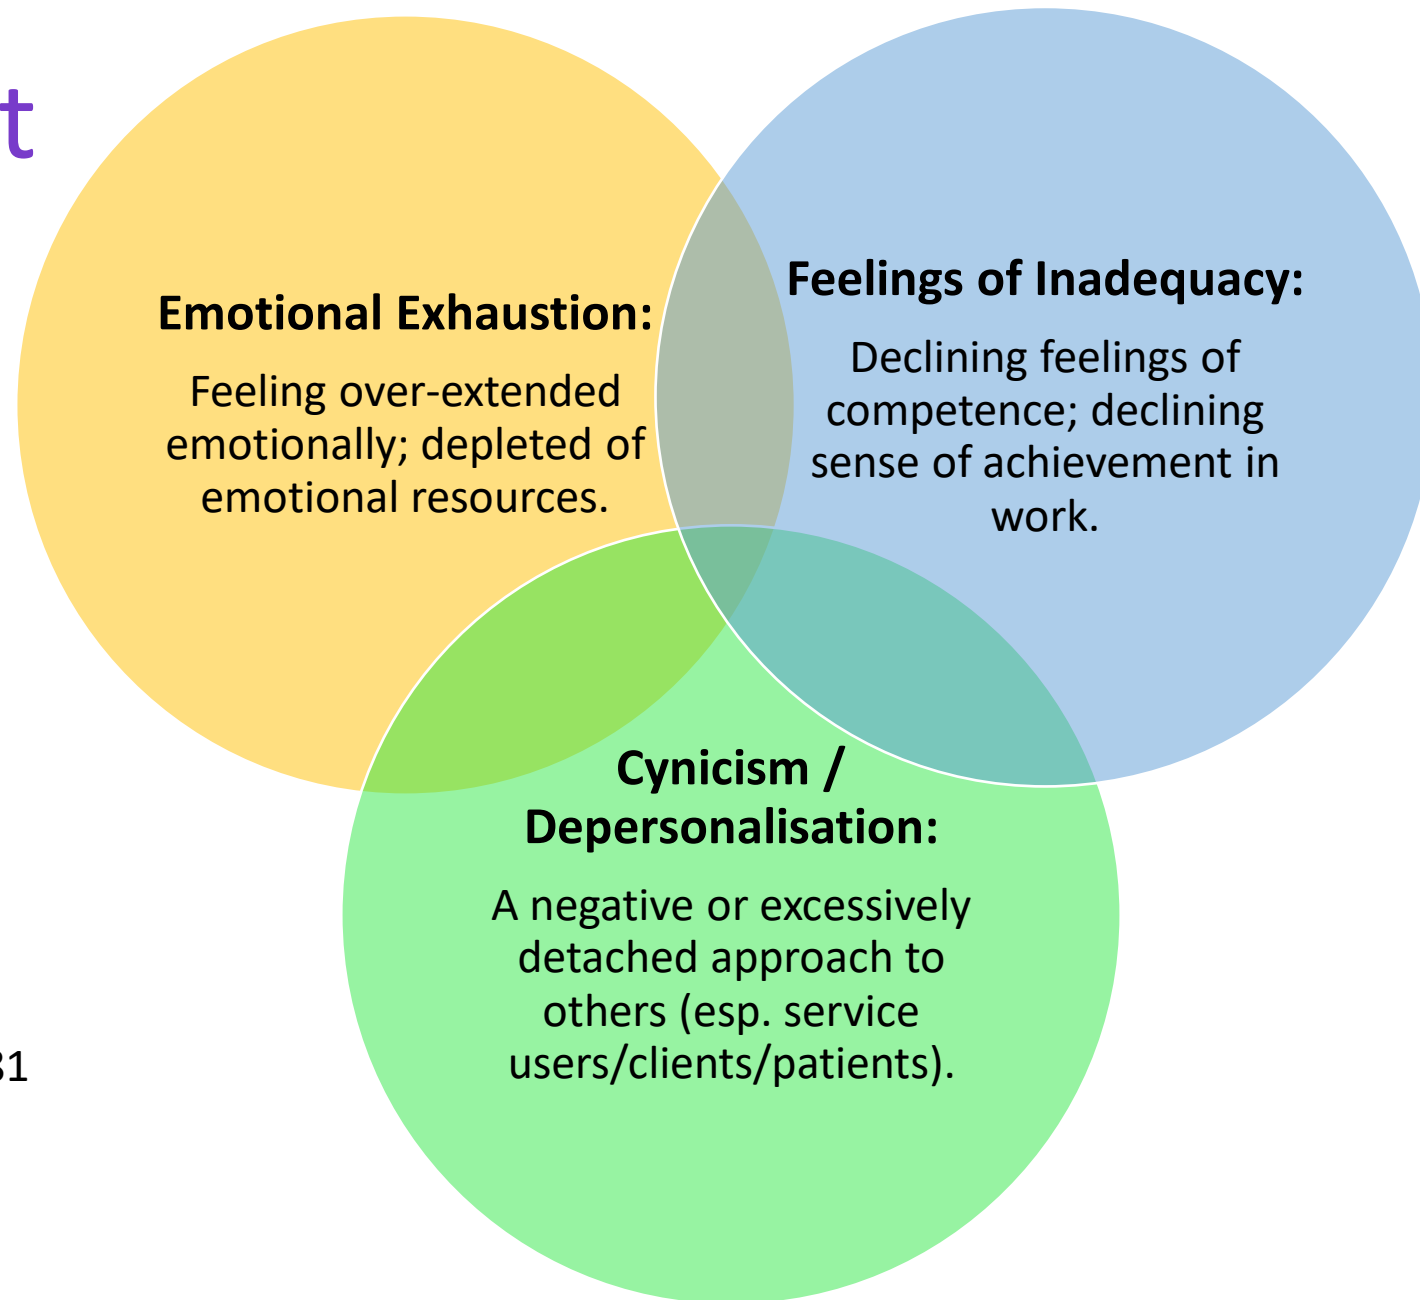 t
Emotional Exhaustion:
Feeling over-extended
emotionally; depleted of
emotional resources.
Feelings of Inadequacy:
Declining feelings of
competence; declining
sense of achievement in
work.
Cynicism /
Depersonalisation:
A negative or excessively
detached approach to
others (esp. service
users/clients/patients).
31